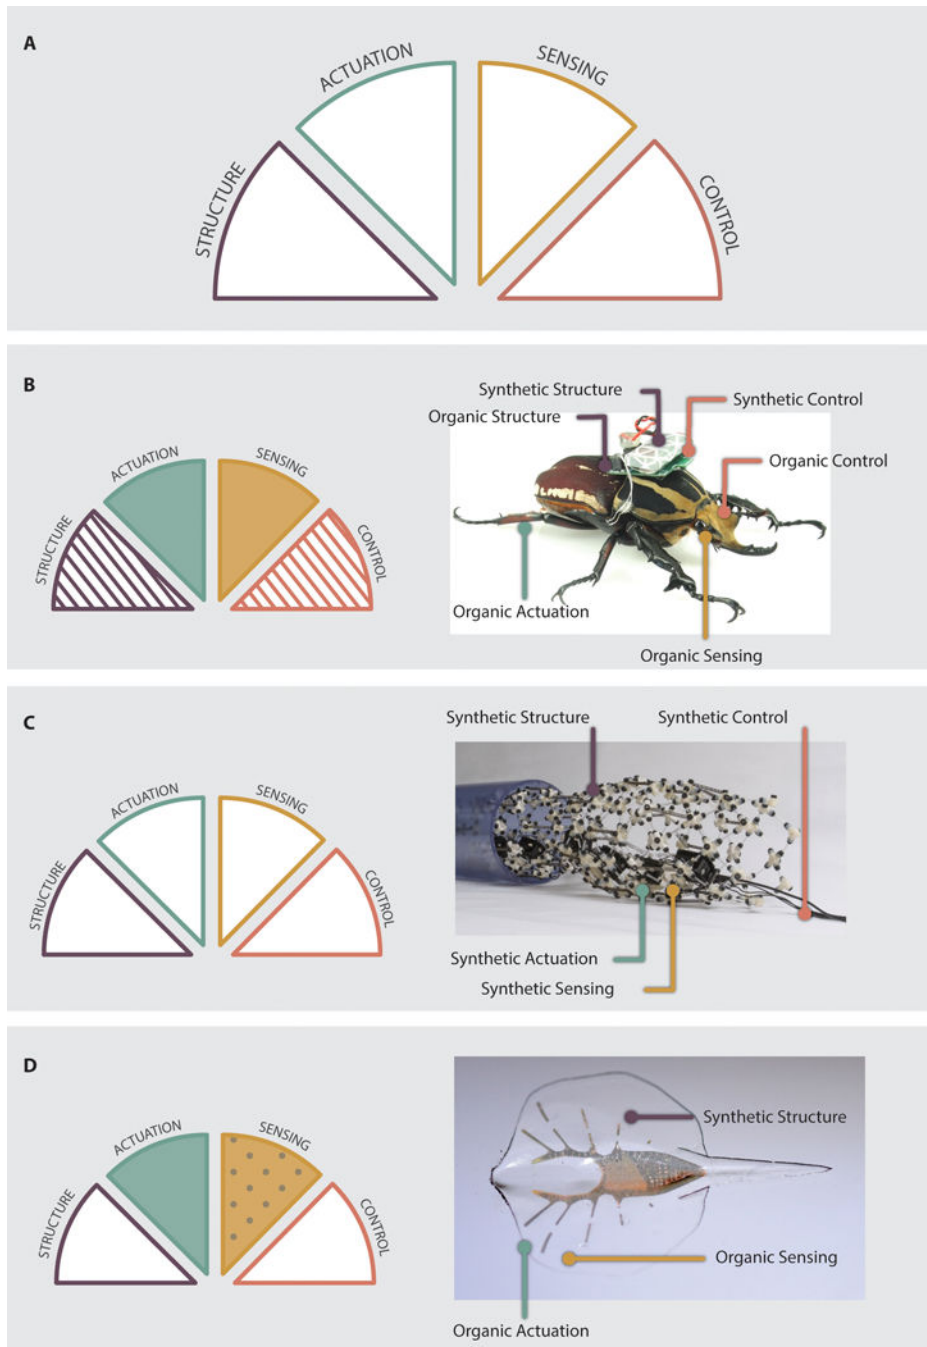 A
ACTUATION
SENSING
STRUCTURE
CONTROL
B
ACTUATION
SENSING
STRUCTURE
CONTROL
Synthetic Structure
Organic Structure
Synthetic Control
Organic Control
Organic Actuation
Organic Sensing
C
ACTUATION
SENSING
STRUCTURE
CONTROL
Synthetic Structure
Synthetic Control
Synthetic Actuation
Synthetic Sensing
D
ACTUATION
SENSING
STRUCTURE
CONTROL
Synthetic Structure
Organic Sensing
Organic Actuation